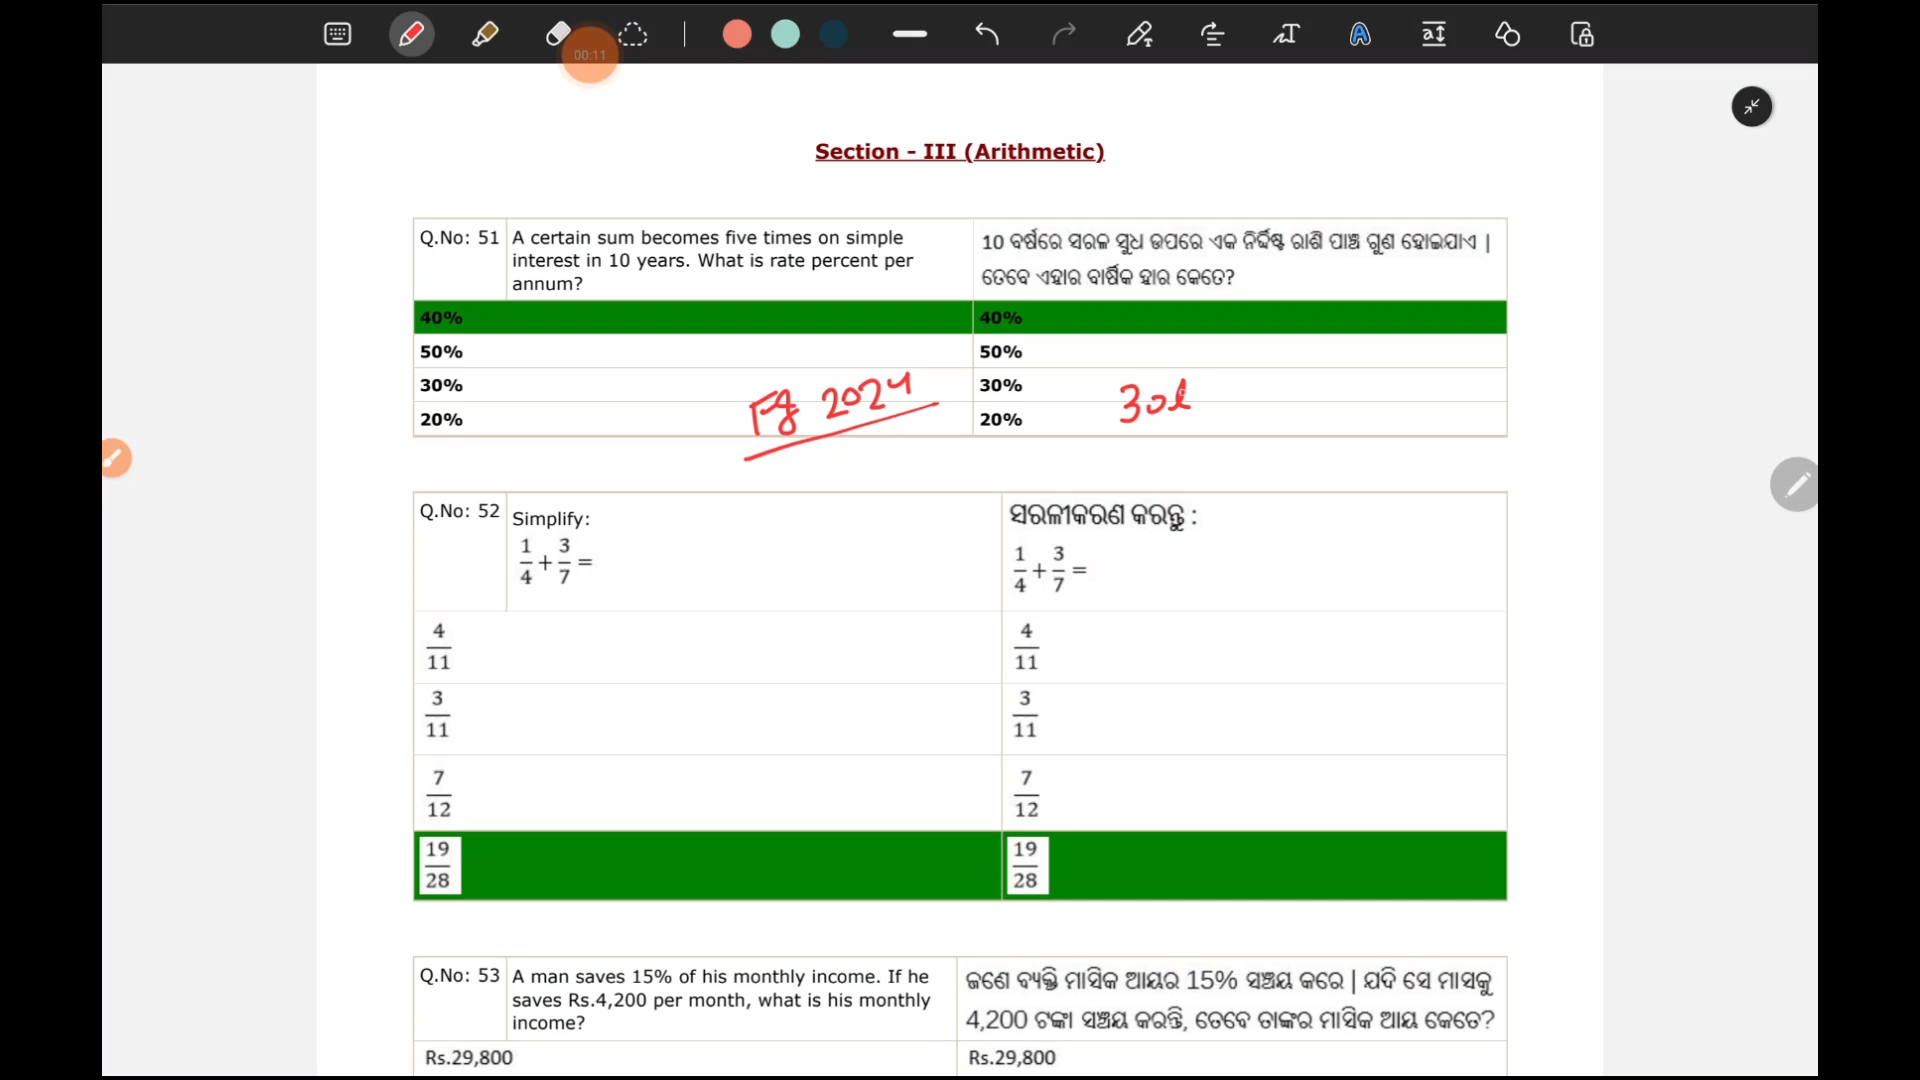 00:11
Section - III (Arithmetic)
Q.No: 51
A certain sum becomes five times on simple
interest in 10 years. What is rate percent per
annum?
10 ବର୍ଷରେ ସରଳ ସୁଧ ଉପରେ ଏକ ନିର୍ଦ୍ଦିଷ୍ଟ ରାଶି ପାଞ୍ଚ ଗୁଣ ହୋଇଯାଏ |
ତେବେ ଏହାର ବାର୍ଷିକ ହାର କେତେ?
40% 40%
50% 50%
30% 30%
20% 20%
2024
Q.No: 52
Simplify:
1/4 + 3/7 =
ସରଳୀକରଣ କରନ୍ତୁ :
1/4 + 3/7 =
4/11 4/11
3/11 3/11
7/12 7/12
19/28 19/28
Q.No: 53
A man saves 15% of his monthly income. If he
saves Rs.4,200 per month, what is his monthly
income?
ଜଣେ ବ୍ୟକ୍ତି ମାସିକ ଆୟର 15% ସଞ୍ଚୟ କରେ | ଯଦି ସେ ମାସକୁ
4,200 ଟଙ୍କା ସଞ୍ଚୟ କରନ୍ତି, ତେବେ ତାଙ୍କର ମାସିକ ଆୟ କେତେ?
Rs.29,800 Rs.29,800